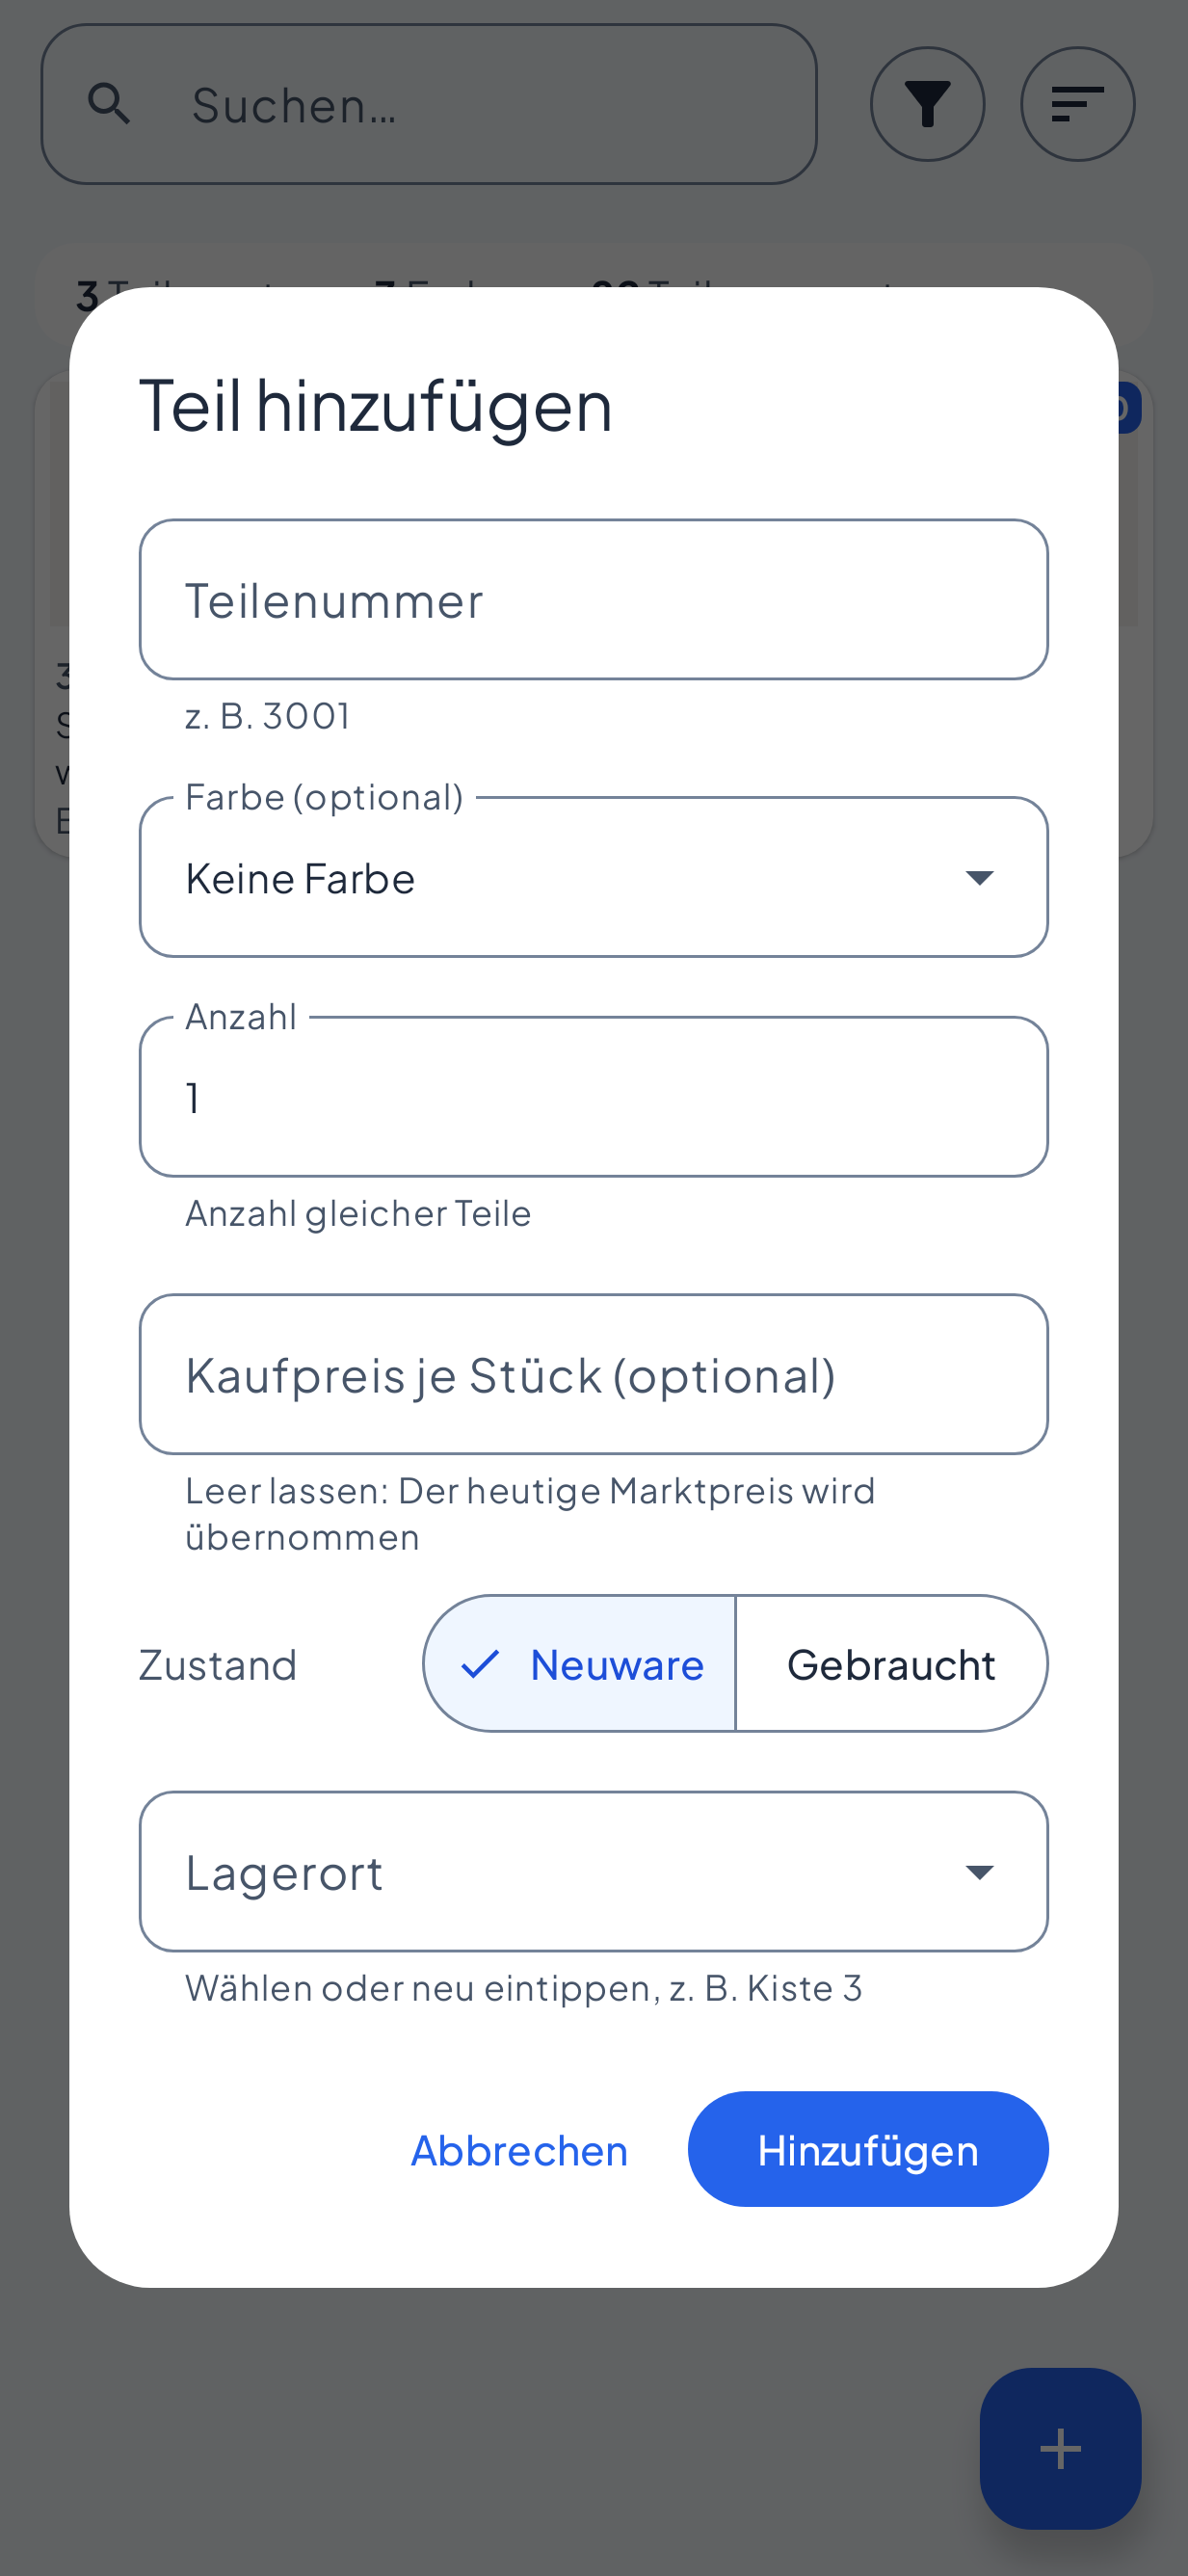 Suchen...
3
Teil hinzufügen
Teilenummer
z. B. 3001
Farbe (optional)
Keine Farbe
Anzahl
1
Anzahl gleicher Teile
Kaufpreis je Stück (optional)
Leer lassen: Der heutige Marktpreis wird
übernommen
Zustand
Neuware
Gebraucht
Lagerort
Wählen oder neu eintippen, z. B. Kiste 3
Abbrechen
Hinzufügen